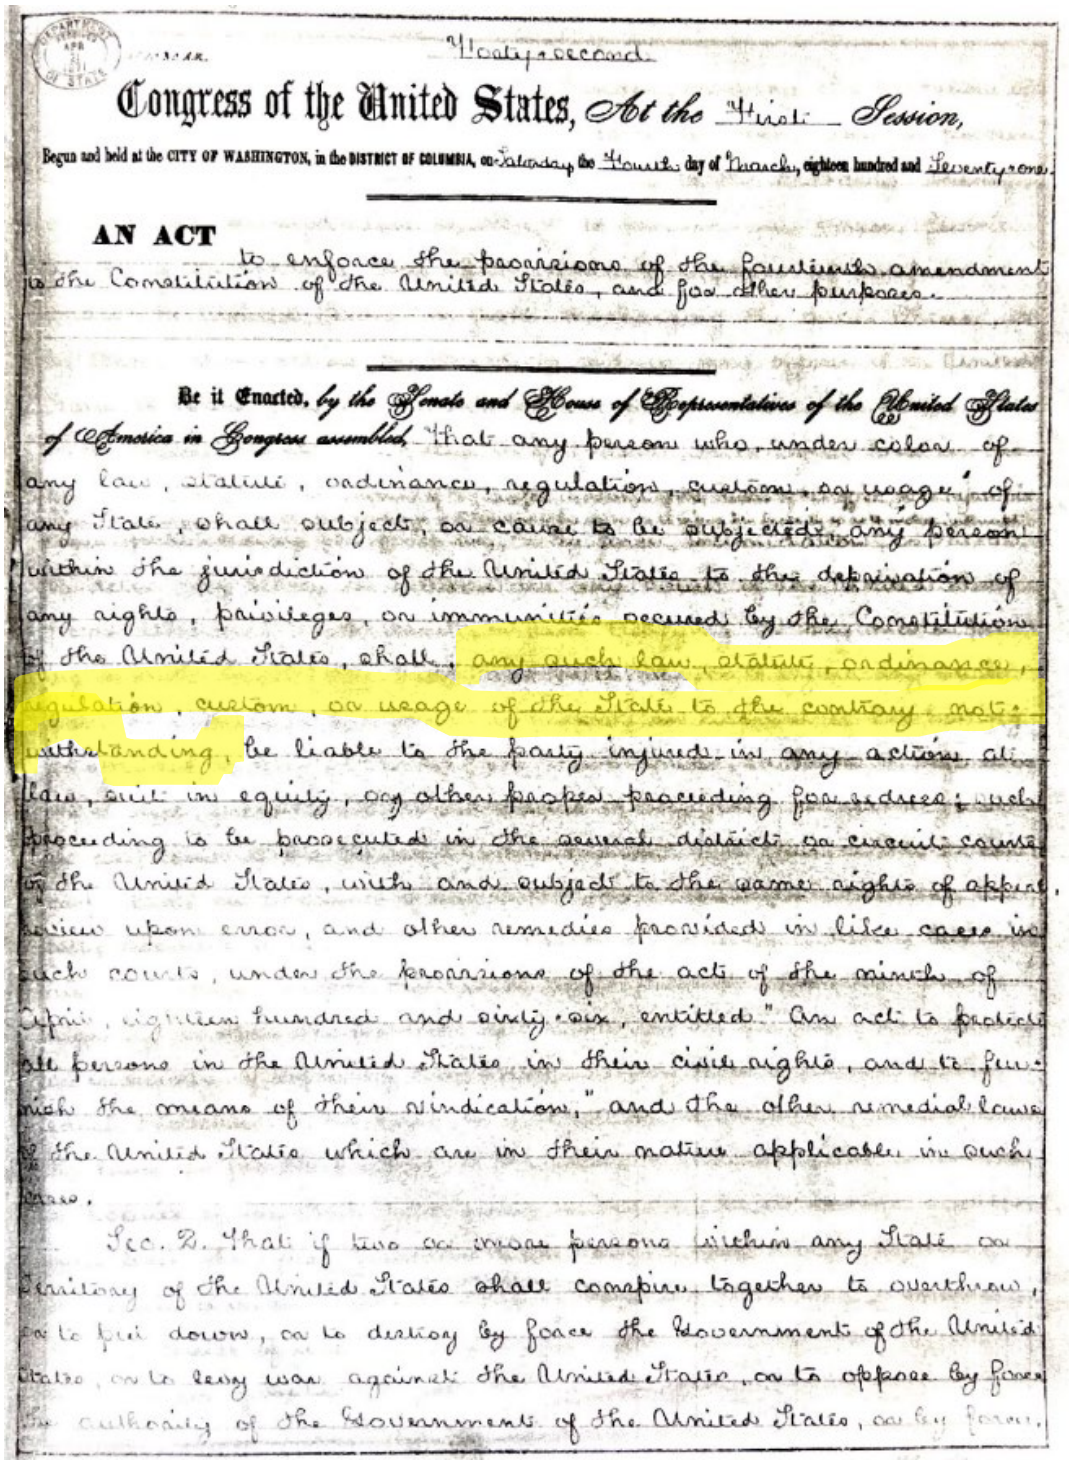 DEPARTMENT
APR
OF STATE
Forty-second
Congress of the United States, At the First Session,
Begun and held at the CITY OF WASHINGTON, in the DISTRICT OF COLUMBIA, on Saturday the Fourth day of March, eighteen hundred and Seventy-one.
AN ACT
to enforce the provisions of the fourteenth amendment
to the Constitution of the United States, and for other purposes.
Be it Enacted, by the Senate and House of Representatives of the United States
of America in Congress assembled, That any person who, under color of
any law, statute, ordinance, regulation, custom, or usage of
any State, shall subject, or cause to be subjected, any person
within the jurisdiction of the United States to the deprivation of
any rights, privileges, or immunities secured by the Constitution
of the United States, shall, any such law, statute, ordinance,
regulation, custom, or usage of the State to the contrary not-
withstanding, be liable to the party injured in any action at
law, suit in equity, or other proper proceeding for redress; such
proceeding to be prosecuted in the several district or circuit courts
of the United States, with and subject to the same rights of appeal,
review upon error, and other remedies provided in like cases in
such courts, under the provisions of the act of the ninth of
April, eighteen hundred and sixty-six, entitled "An act to protect
all persons in the United States in their civil rights, and to fur-
nish the means of their vindication," and the other remedial laws
of the United States which are in their nature applicable in such
cases.
Sec. 2. That if two or more persons within any State or
Territory of the United States shall conspire together to overthrow,
or to put down, or to destroy by force the Government of the United
States, or to levy war against the United States, or to oppose by force
the authority of the Government of the United States, or by force,